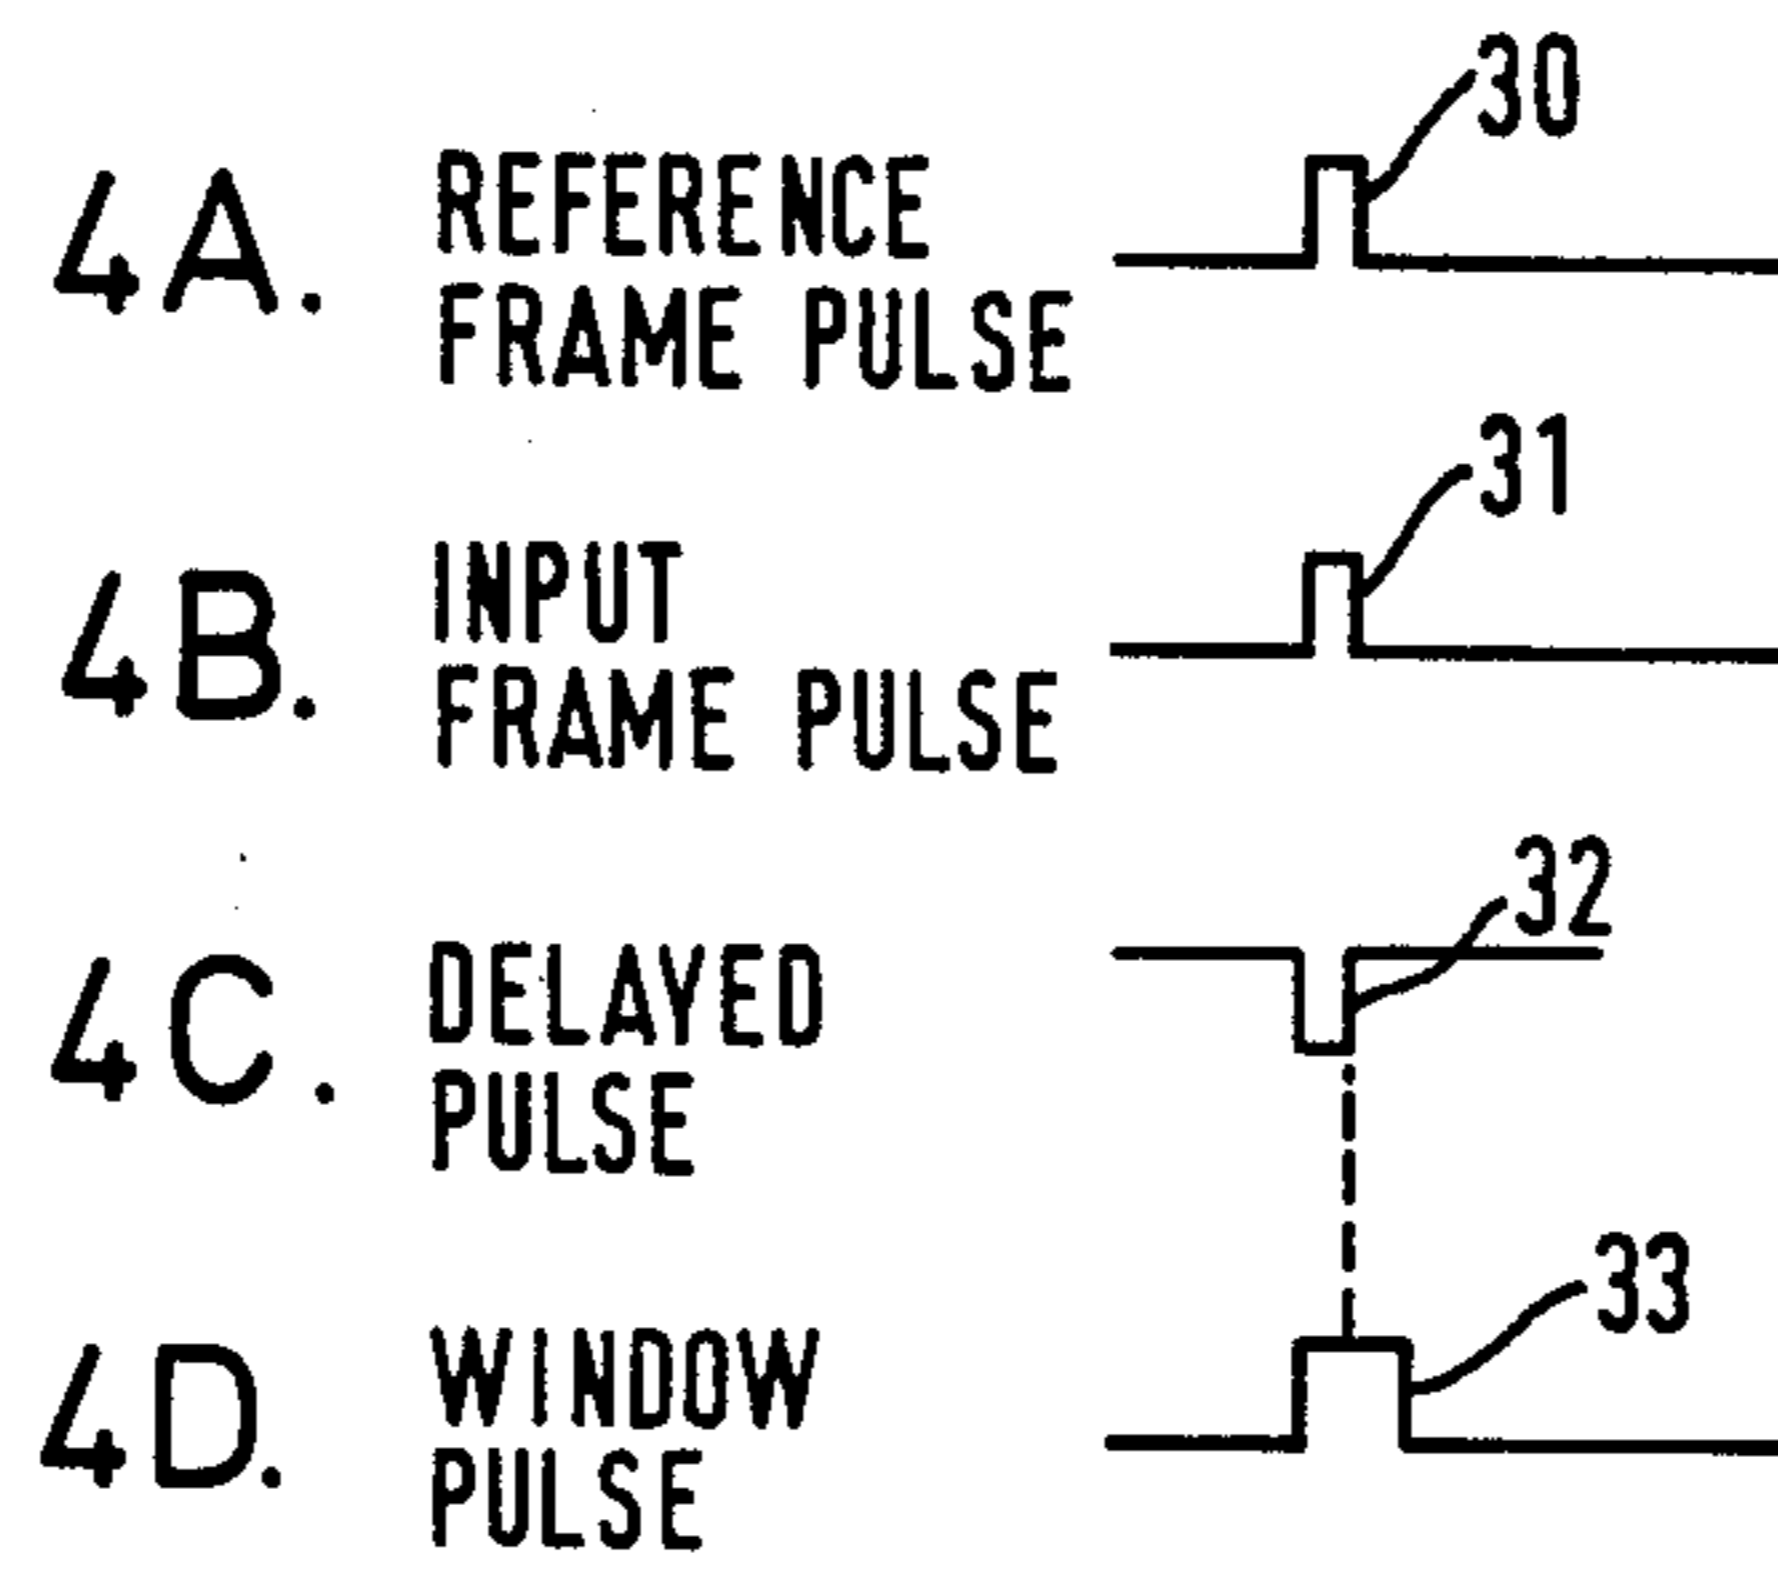 30
4A. REFERENCE
FRAME PULSE
31
4B. INPUT
FRAME PULSE
32
4C. DELAYED
PULSE
33
4D. WINDOW
PULSE